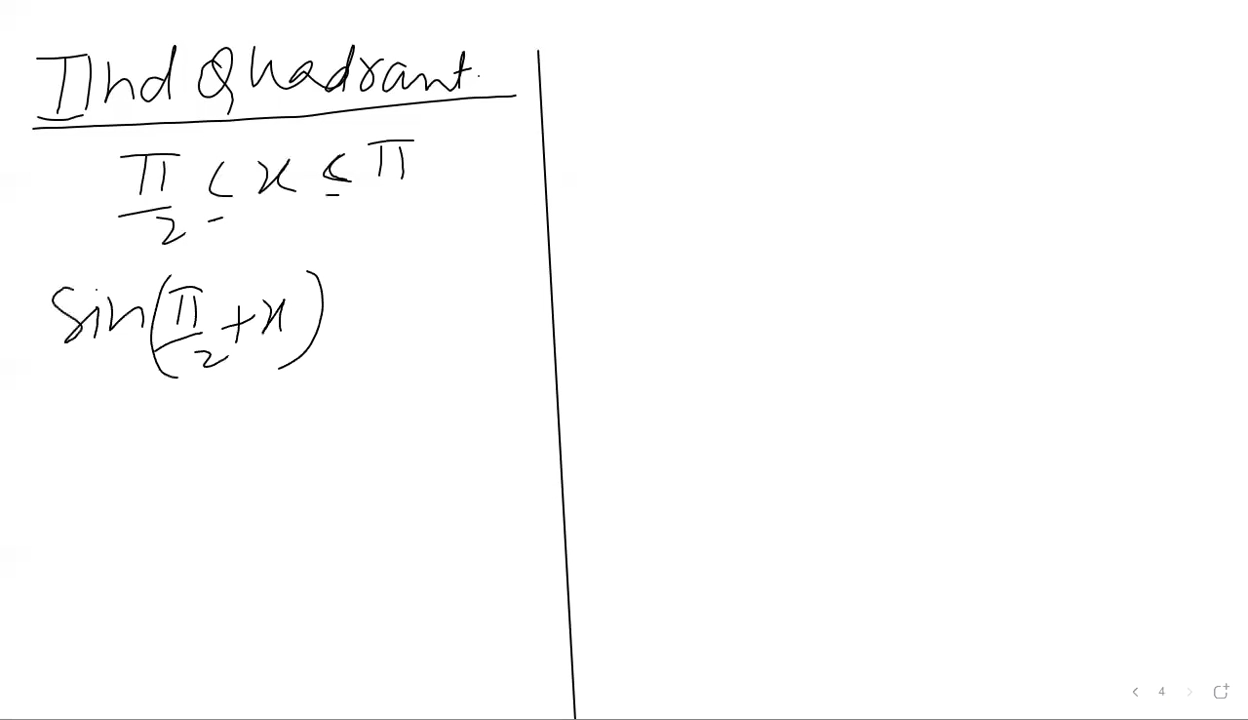 IInd Quadrant.
π/2 ≤ x ≤ π
Sin(π/2 + x)
4